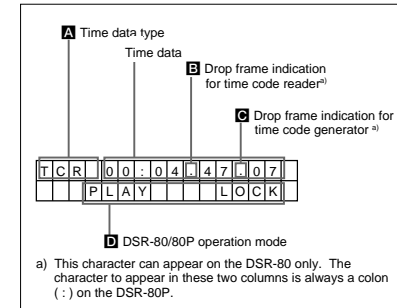 A Time data type
Time data
B Drop frame indication
for time code reader a)
C Drop frame indication for
time code generator a)
TCR 00:04.47.07
PLAY LOCK
D DSR-80/80P operation mode
a) This character can appear on the DSR-80 only. The
character to appear in these two columns is always a colon
( : ) on the DSR-80P.